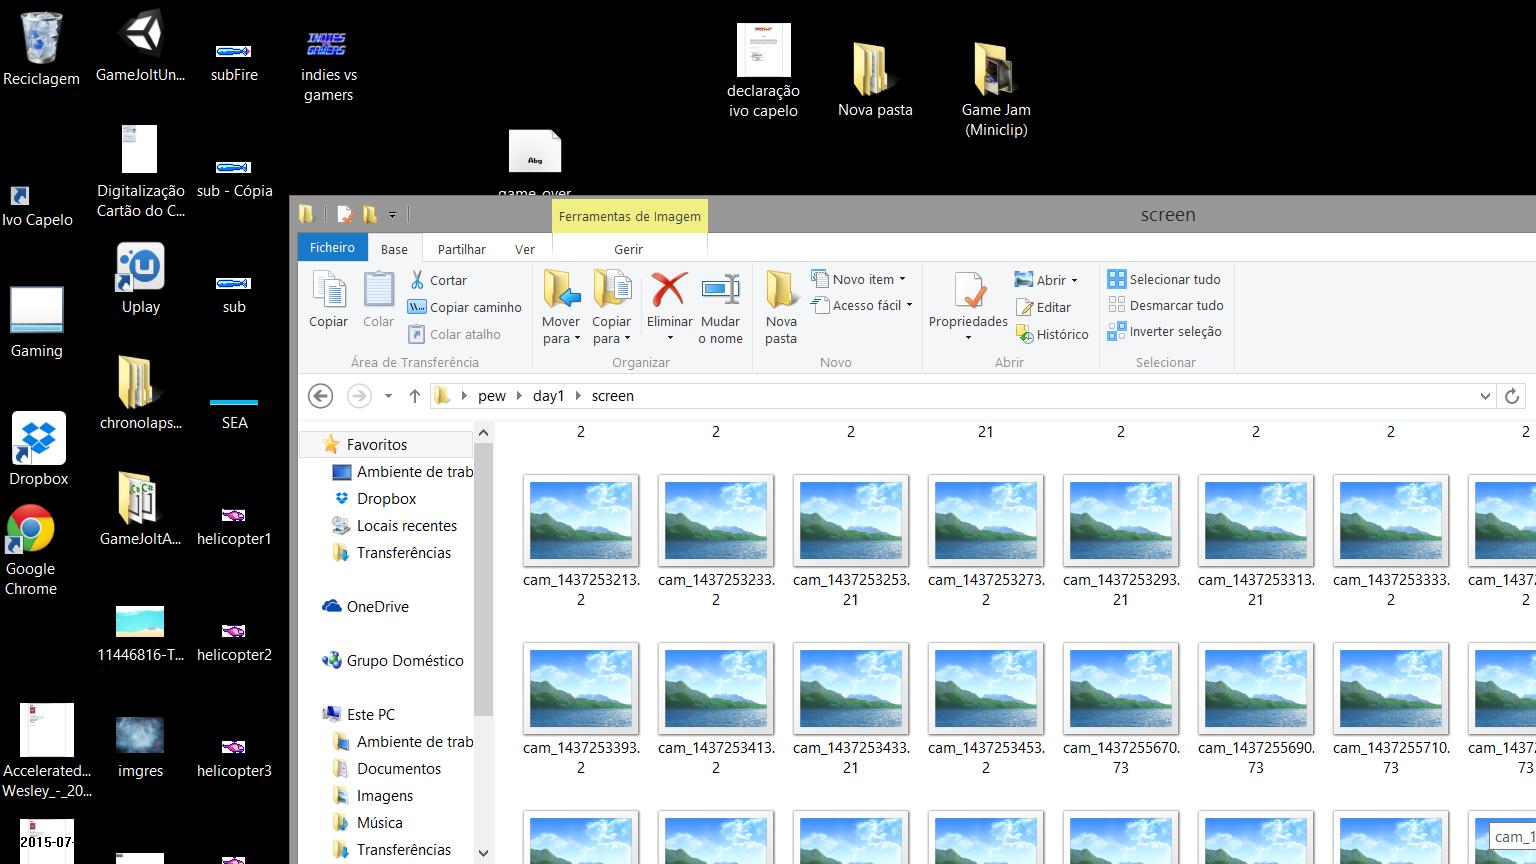 Reciclagem
GameJoltUn...
subFire
INDIES
GAMERS
indies vs
gamers
declaração
ivo capelo
Nova pasta
Game Jam
(Miniclip)
Abg
game_over
Ivo Capelo
Digitalização
Cartão do C...
sub - Cópia
Uplay
sub
Gaming
chronolaps...
SEA
Dropbox
GameJoltA...
helicopter1
Google
Chrome
11446816-T...
helicopter2
Accelerated...
Wesley_-_20...
imgres
helicopter3
2015-07-
Ferramentas de Imagem
screen
Ficheiro
Base
Partilhar
Ver
Gerir
Copiar
Colar
Cortar
Copiar caminho
Colar atalho
Área de Transferência
Mover
para
Copiar
para
Eliminar
Mudar
o nome
Organizar
Nova
pasta
Novo item
Acesso fácil
Novo
Propriedades
Abrir
Editar
Histórico
Abrir
Selecionar tudo
Desmarcar tudo
Inverter seleção
Selecionar
pew
day1
screen
Favoritos
Ambiente de trab
Dropbox
Locais recentes
Transferências
OneDrive
Grupo Doméstico
Este PC
Ambiente de trab
Documentos
Imagens
Música
Transferências
2 2 2 21 2 2 2 2
cam_1437253213. cam_1437253233. cam_1437253253. cam_1437253273. cam_1437253293. cam_1437253313. cam_1437253333. cam_1437
2 2 21 2 21 21 2 2
cam_1437253393. cam_1437253413. cam_1437253433. cam_1437253453. cam_1437255670. cam_1437255690. cam_1437255710. cam_1437
2 2 21 2 73 73 73 7
cam_1